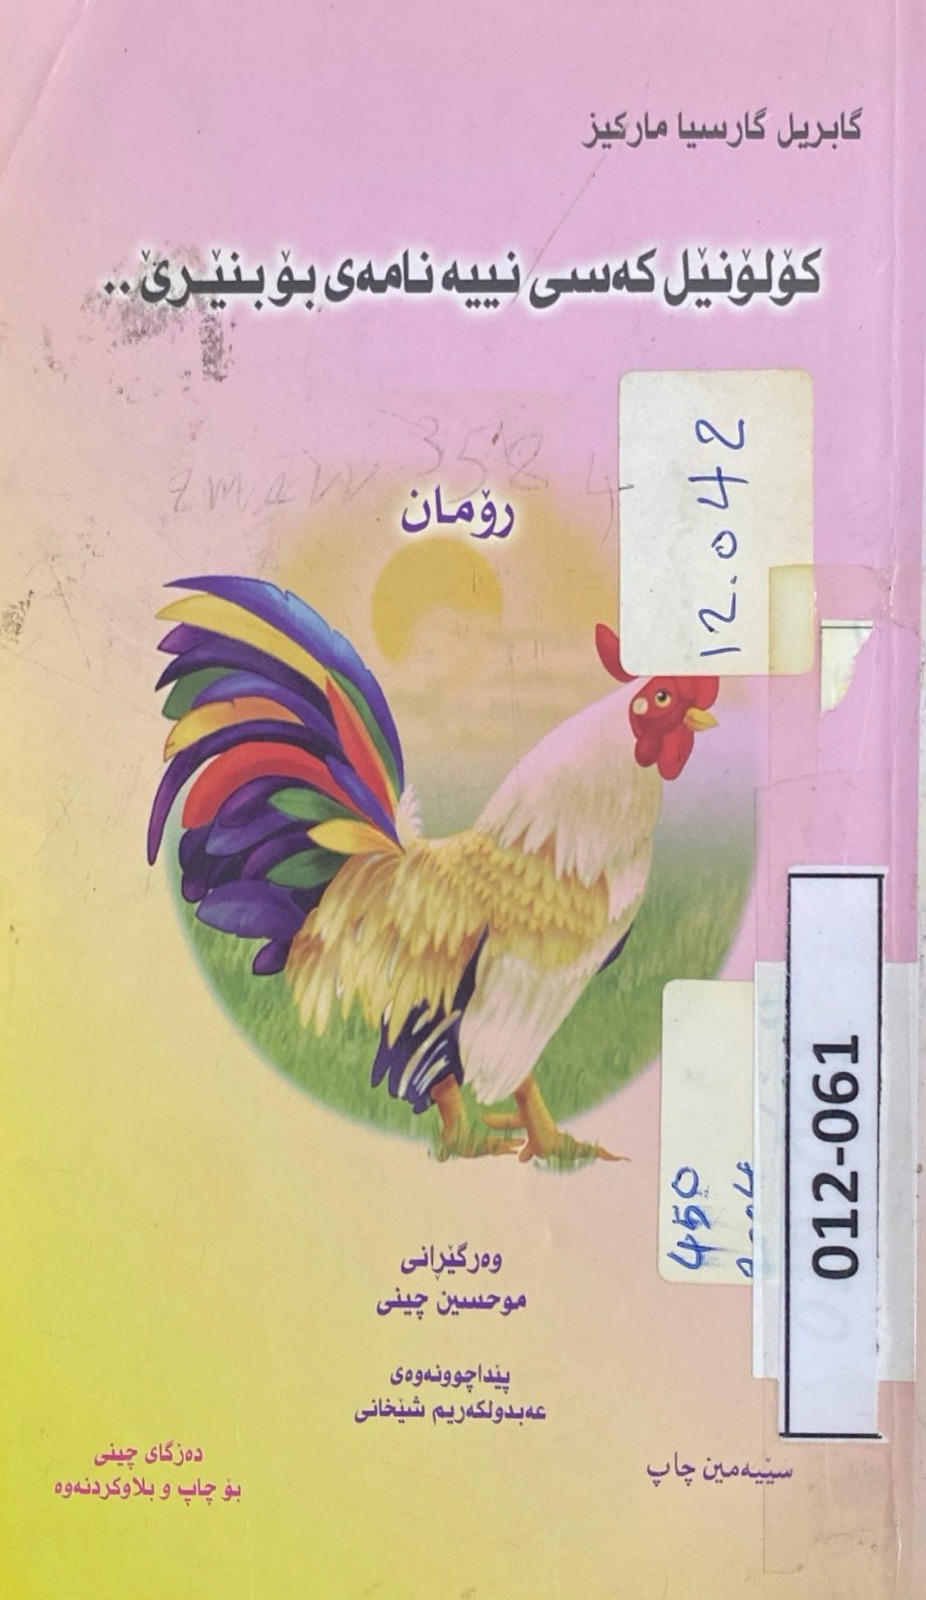 گابریل گارسیا مارکیز
کۆلۆنێل کەسی نییە نامەی بۆ بنێرێ..
358
12.042
رۆمان
012-061
450
وەرگێڕانی
موحسین چینی
پێداچوونەوەی
عەبدولکەریم شێخانی
سێیەمین چاپ
دەزگای چینی
بۆ چاپ و بلاوکردنەوە